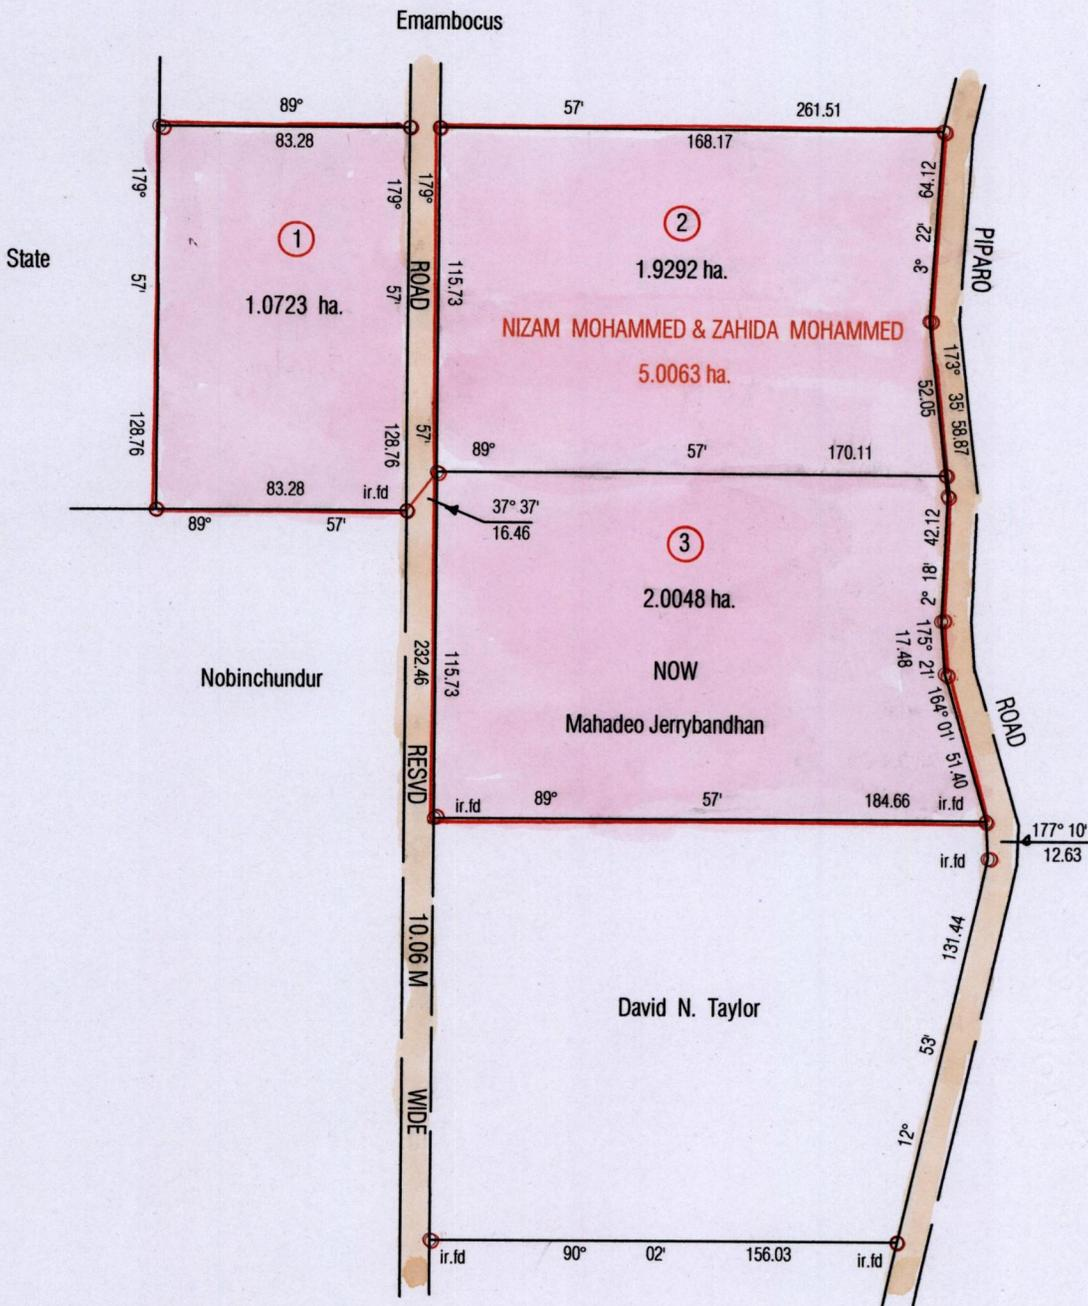 Emambocus
89°
57'
261.51
83.28
168.17
179°
179°
179°
64.12
22'
3°
PIPARO
State
1
2
57'
57'
ROAD
115.73
1.0723 ha.
1.9292 ha.
NIZAM MOHAMMED & ZAHIDA MOHAMMED
5.0063 ha.
173°
35' 58.87
52.05
128.76
128.76
57'
89°
57'
170.11
83.28
ir.fd
89°
57'
37° 37'
16.46
3
42.12
2° 18'
2.0048 ha.
175° 21'
17.48
Nobinchundur
232.46
115.73
NOW
Mahadeo Jerrybandhan
164° 01' 51.40
ROAD
RESVD
ir.fd
89°
57'
184.66
ir.fd
177° 10'
12.63
ir.fd
10.06 M
131.44
David N. Taylor
53'
WIDE
12°
ir.fd
90°
02'
156.03
ir.fd